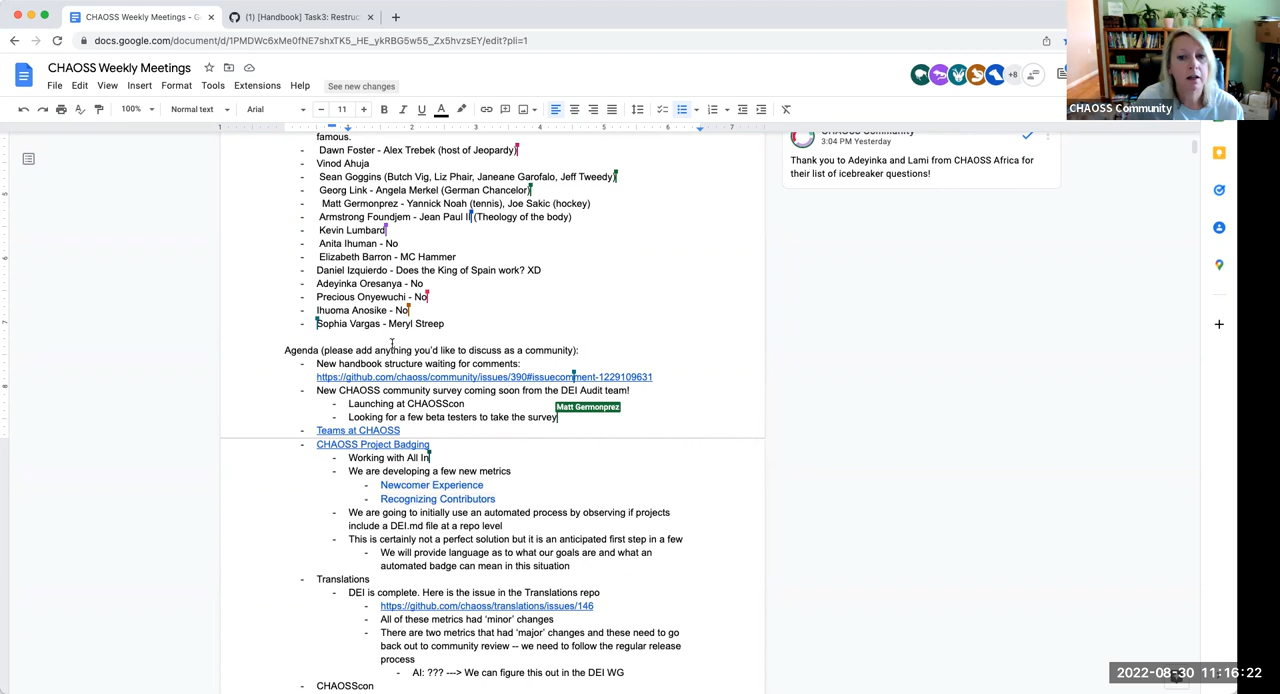 CHAOSS Weekly Meetings - G
(1) [Handbook] Task3: Restruc
docs.google.com/document/d/1PMDWc6xMe0fNE7shxTK5_HE_ykRBG5w55_Zx5hvzsEY/edit?pli=1
CHAOSS Weekly Meetings
File Edit View Insert Format Tools Extensions Help See new changes
+8
100% Normal text Arial 11
1 2 3 4 5 6 7
famous.
- Dawn Foster - Alex Trebek (host of Jeopardy)
- Vinod Ahuja
- Sean Goggins (Butch Vig, Liz Phair, Janeane Garofalo, Jeff Tweedy)
- Georg Link - Angela Merkel (German Chancelor)
- Matt Germonprez - Yannick Noah (tennis), Joe Sakic (hockey)
- Armstrong Foundjem - Jean Paul II (Theology of the body)
- Kevin Lumbard
- Anita Ihuman - No
- Elizabeth Barron - MC Hammer
- Daniel Izquierdo - Does the King of Spain work? XD
- Adeyinka Oresanya - No
- Precious Onyewuchi - No
- Ihuoma Anosike - No
- Sophia Vargas - Meryl Streep
Agenda (please add anything you'd like to discuss as a community):
- New handbook structure waiting for comments:
https://github.com/chaoss/community/issues/390#issuecomment-1229109631
- New CHAOSS community survey coming soon from the DEI Audit team!
- Launching at CHAOSScon
Matt Germonprez
- Looking for a few beta testers to take the survey
- Teams at CHAOSS
- CHAOSS Project Badging
- Working with All In
- We are developing a few new metrics
- Newcomer Experience
- Recognizing Contributors
- We are going to initially use an automated process by observing if projects
include a DEI.md file at a repo level
- This is certainly not a perfect solution but it is an anticipated first step in a few
- We will provide language as to what our goals are and what an
automated badge can mean in this situation
- Translations
- DEI is complete. Here is the issue in the Translations repo
- https://github.com/chaoss/translations/issues/146
- All of these metrics had 'minor' changes
- There are two metrics that had 'major' changes and these need to go
back out to community review -- we need to follow the regular release
process
- AI: ??? ---> We can figure this out in the DEI WG
- CHAOSScon
CHAOSS Community
3:04 PM Yesterday
Thank you to Adeyinka and Lami from CHAOSS Africa for
their list of icebreaker questions!
CHAOSS Community
2022-08-30 11:16:22